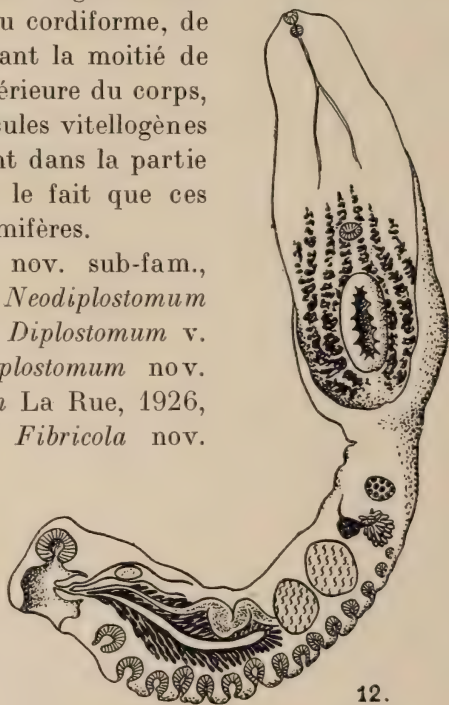 u cordiforme, de
ant la moitié de
érieure du corps,
cules vitellogènes
nt dans la partie
le fait que ces
mifères.
nov. sub-fam.,
Neodiplostomum
Diplostomum v.
plostomum nov.
n La Rue, 1926,
Fibricola nov.
12.